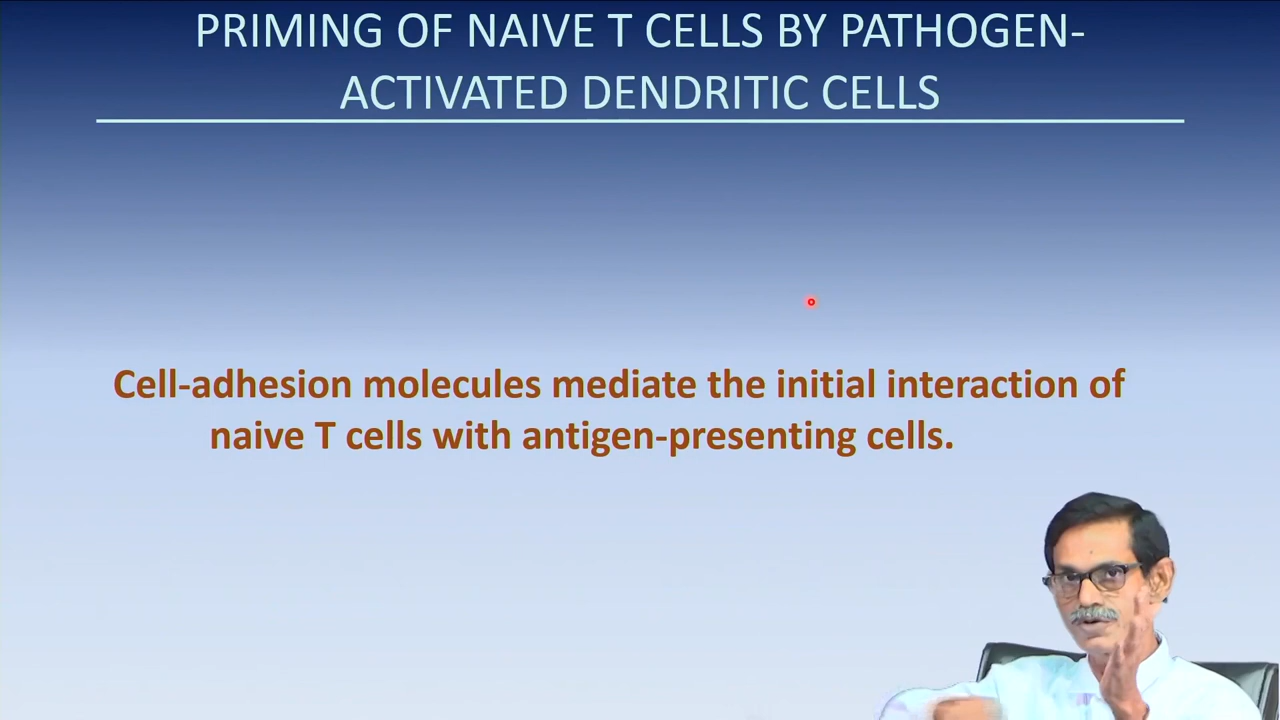 PRIMING OF NAIVE T CELLS BY PATHOGEN-
ACTIVATED DENDRITIC CELLS
Cell-adhesion molecules mediate the initial interaction of
naive T cells with antigen-presenting cells.